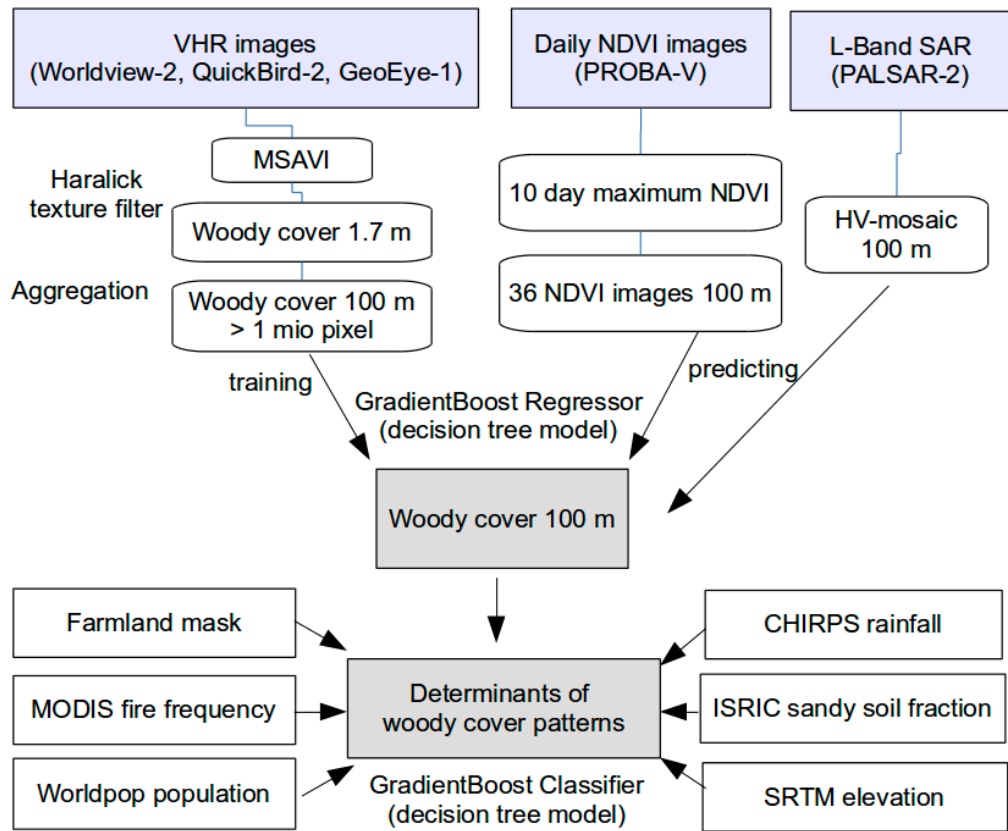 VHR images
(Worldview-2, QuickBird-2, GeoEye-1)
Daily NDVI images
(PROBA-V)
L-Band SAR
(PALSAR-2)
MSAVI
Haralick
texture filter
Woody cover 1.7 m
Aggregation
Woody cover 100 m
> 1 mio pixel
10 day maximum NDVI
36 NDVI images 100 m
HV-mosaic
100 m
training
predicting
GradientBoost Regressor
(decision tree model)
Woody cover 100 m
Farmland mask
MODIS fire frequency
Worldpop population
Determinants of
woody cover patterns
GradientBoost Classifier
(decision tree model)
CHIRPS rainfall
ISRIC sandy soil fraction
SRTM elevation